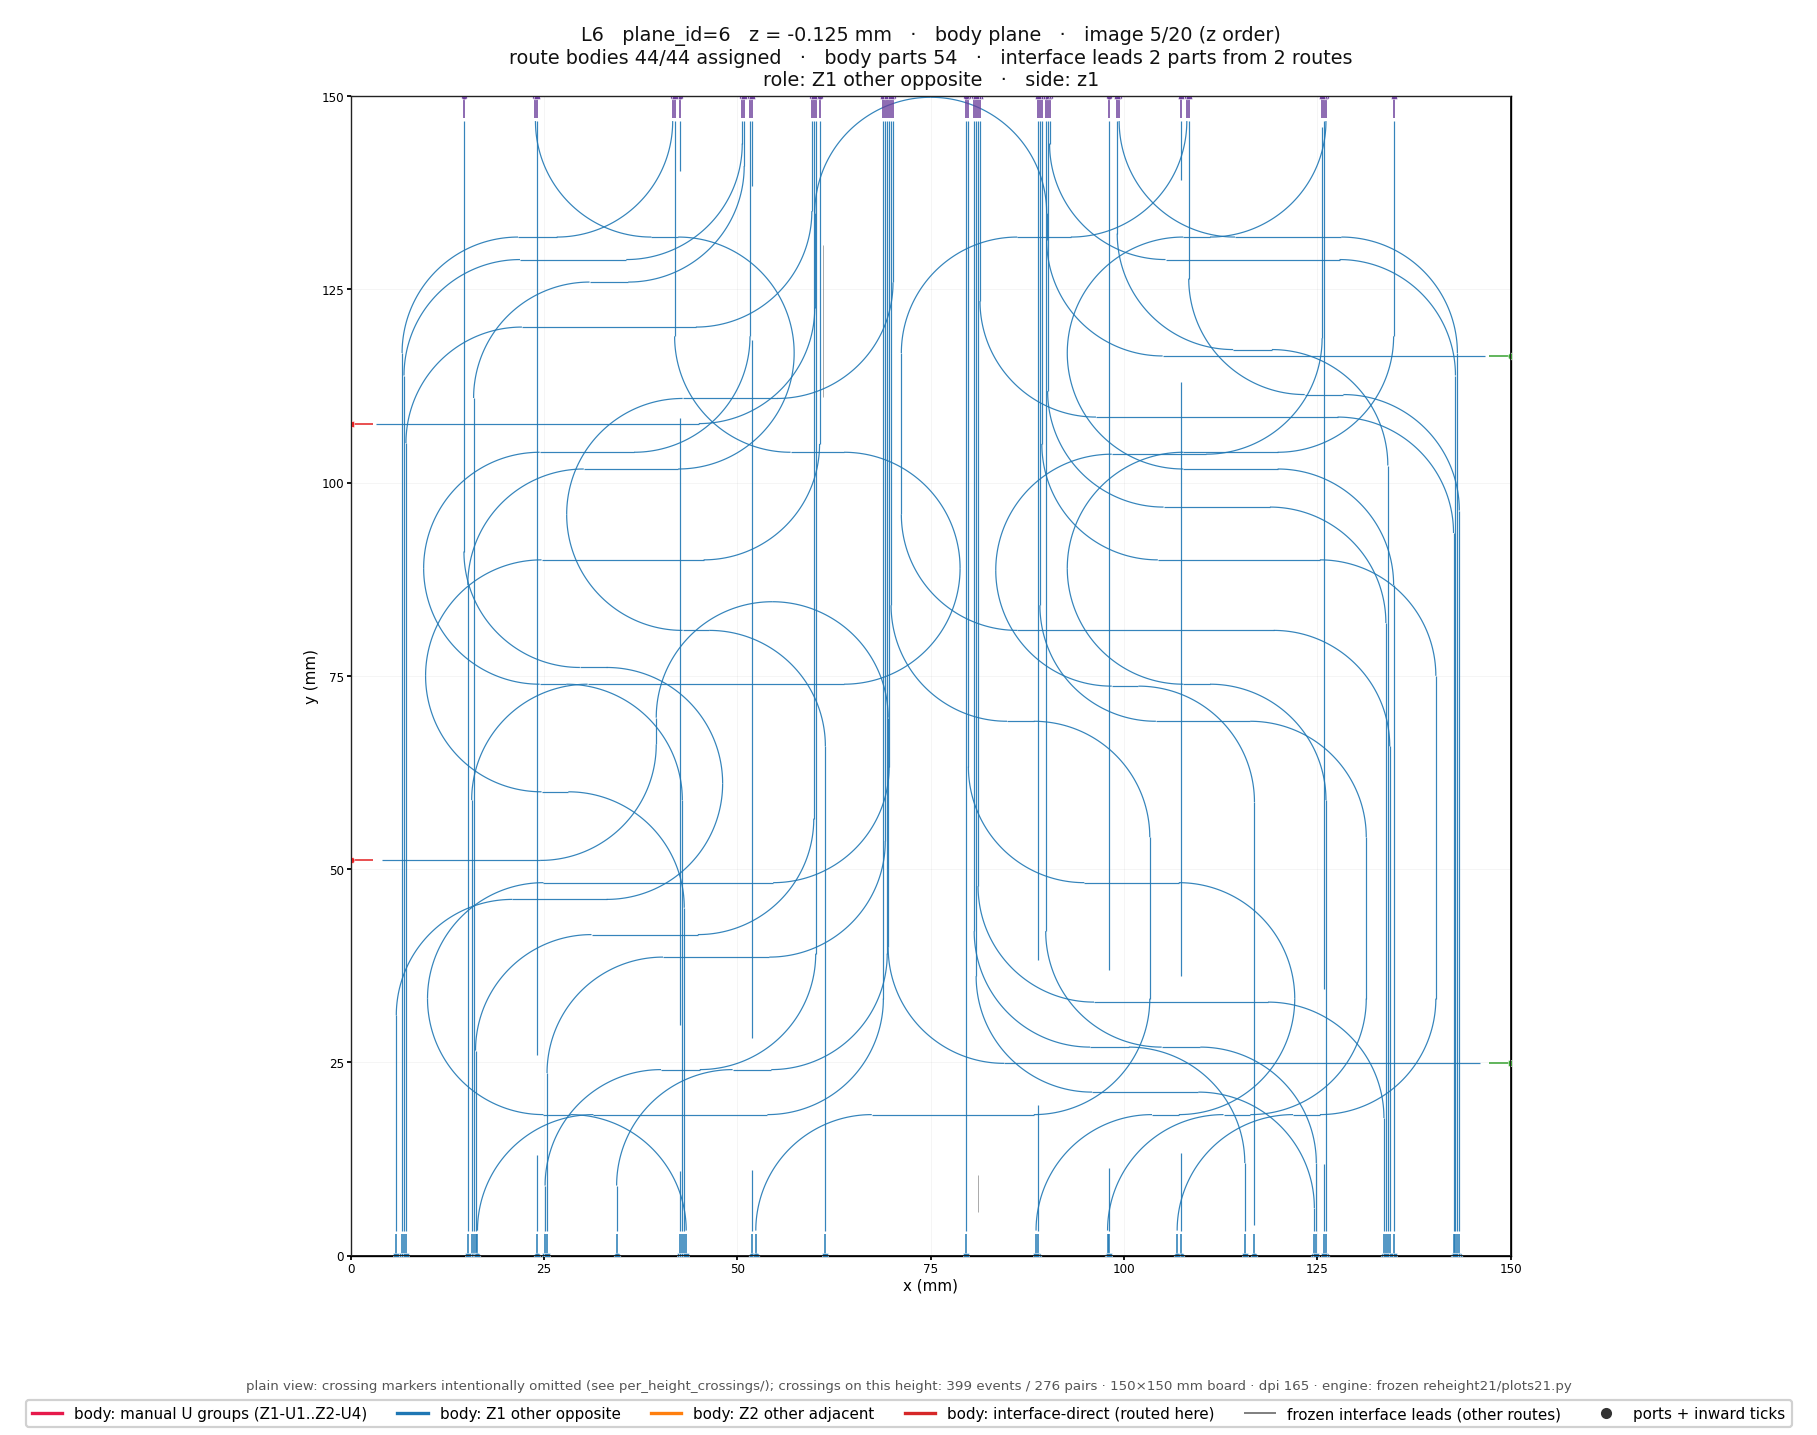 L6   plane_id=6   z = -0.125 mm   ·   body plane   ·   image 5/20 (z order)
route bodies 44/44 assigned   ·   body parts 54   ·   interface leads 2 parts from 2 routes
role: Z1 other opposite   ·   side: z1
150
125
100
75
50
25
0
y (mm)
0 25 50 75 100 125 150
x (mm)
plain view: crossing markers intentionally omitted (see per_height_crossings/); crossings on this height: 399 events / 276 pairs · 150×150 mm board · dpi 165 · engine: frozen reheight21/plots21.py
body: manual U groups (Z1-U1..Z2-U4) body: Z1 other opposite body: Z2 other adjacent body: interface-direct (routed here) frozen interface leads (other routes) ports + inward ticks